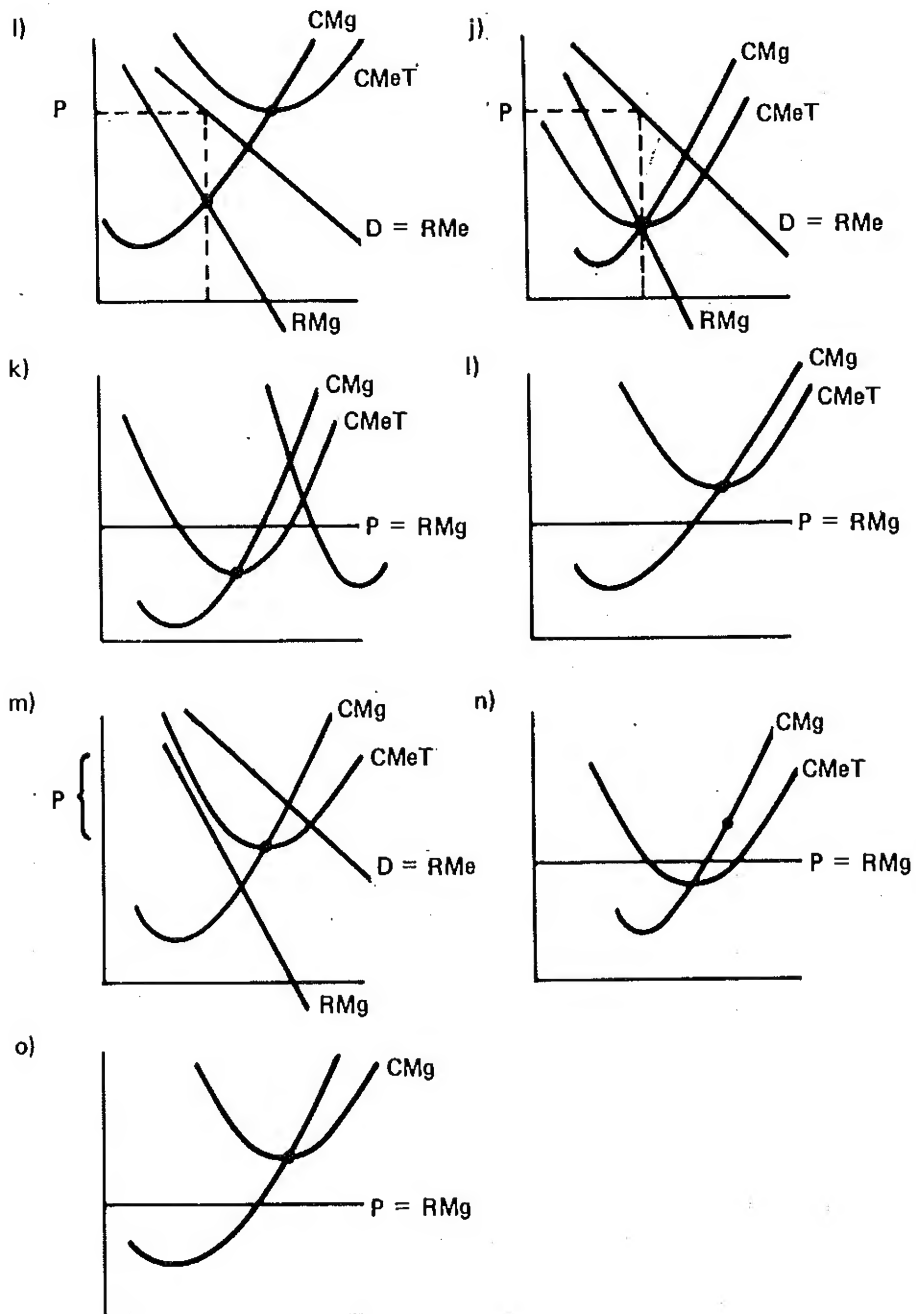 l)
CMg
CMeT
P
D = RMe
RMg
j)
CMg
CMeT
P
D = RMe
RMg
k)
CMg
CMeT
P = RMg
l)
CMg
CMeT
P = RMg
m)
CMg
CMeT
P {
D = RMe
RMg
n)
CMg
CMeT
P = RMg
o)
CMg
P = RMg